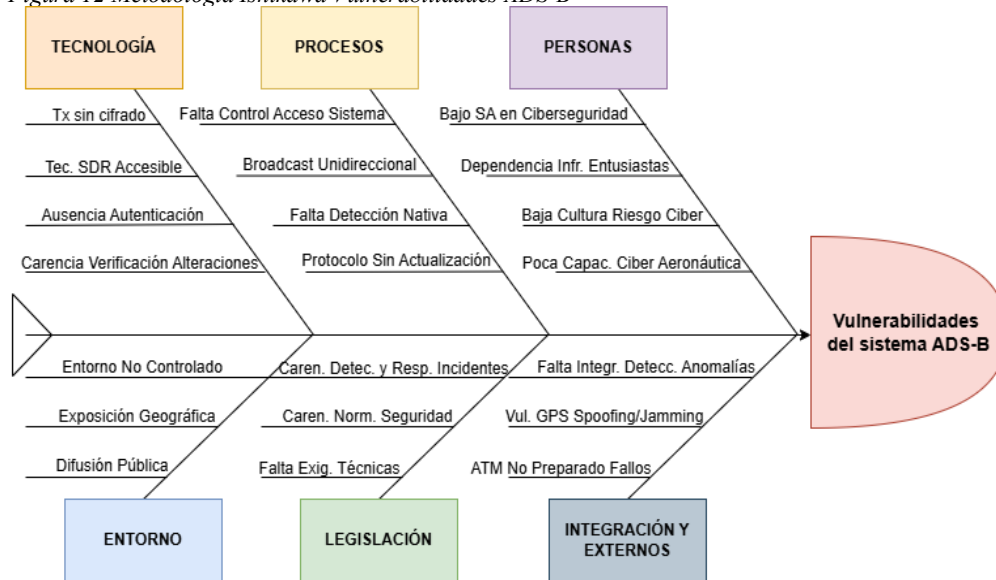 Figura 12 Metodología Ishikawa Vulnerabilidades ADS-B
TECNOLOGÍA
PROCESOS
PERSONAS
Tx sin cifrado
Falta Control Acceso Sistema
Bajo SA en Ciberseguridad
Tec. SDR Accesible
Broadcast Unidireccional
Dependencia Infr. Entusiastas
Ausencia Autenticación
Falta Detección Nativa
Baja Cultura Riesgo Ciber
Carencia Verificación Alteraciones
Protocolo Sin Actualización
Poca Capac. Ciber Aeronáutica
Vulnerabilidades
del sistema ADS-B
Entorno No Controlado
Caren. Detec. y Resp. Incidentes
Falta Integr. Detecc. Anomalías
Exposición Geográfica
Caren. Norm. Seguridad
Vul. GPS Spoofing/Jamming
Difusión Pública
Falta Exig. Técnicas
ATM No Preparado Fallos
ENTORNO
LEGISLACIÓN
INTEGRACIÓN Y
EXTERNOS